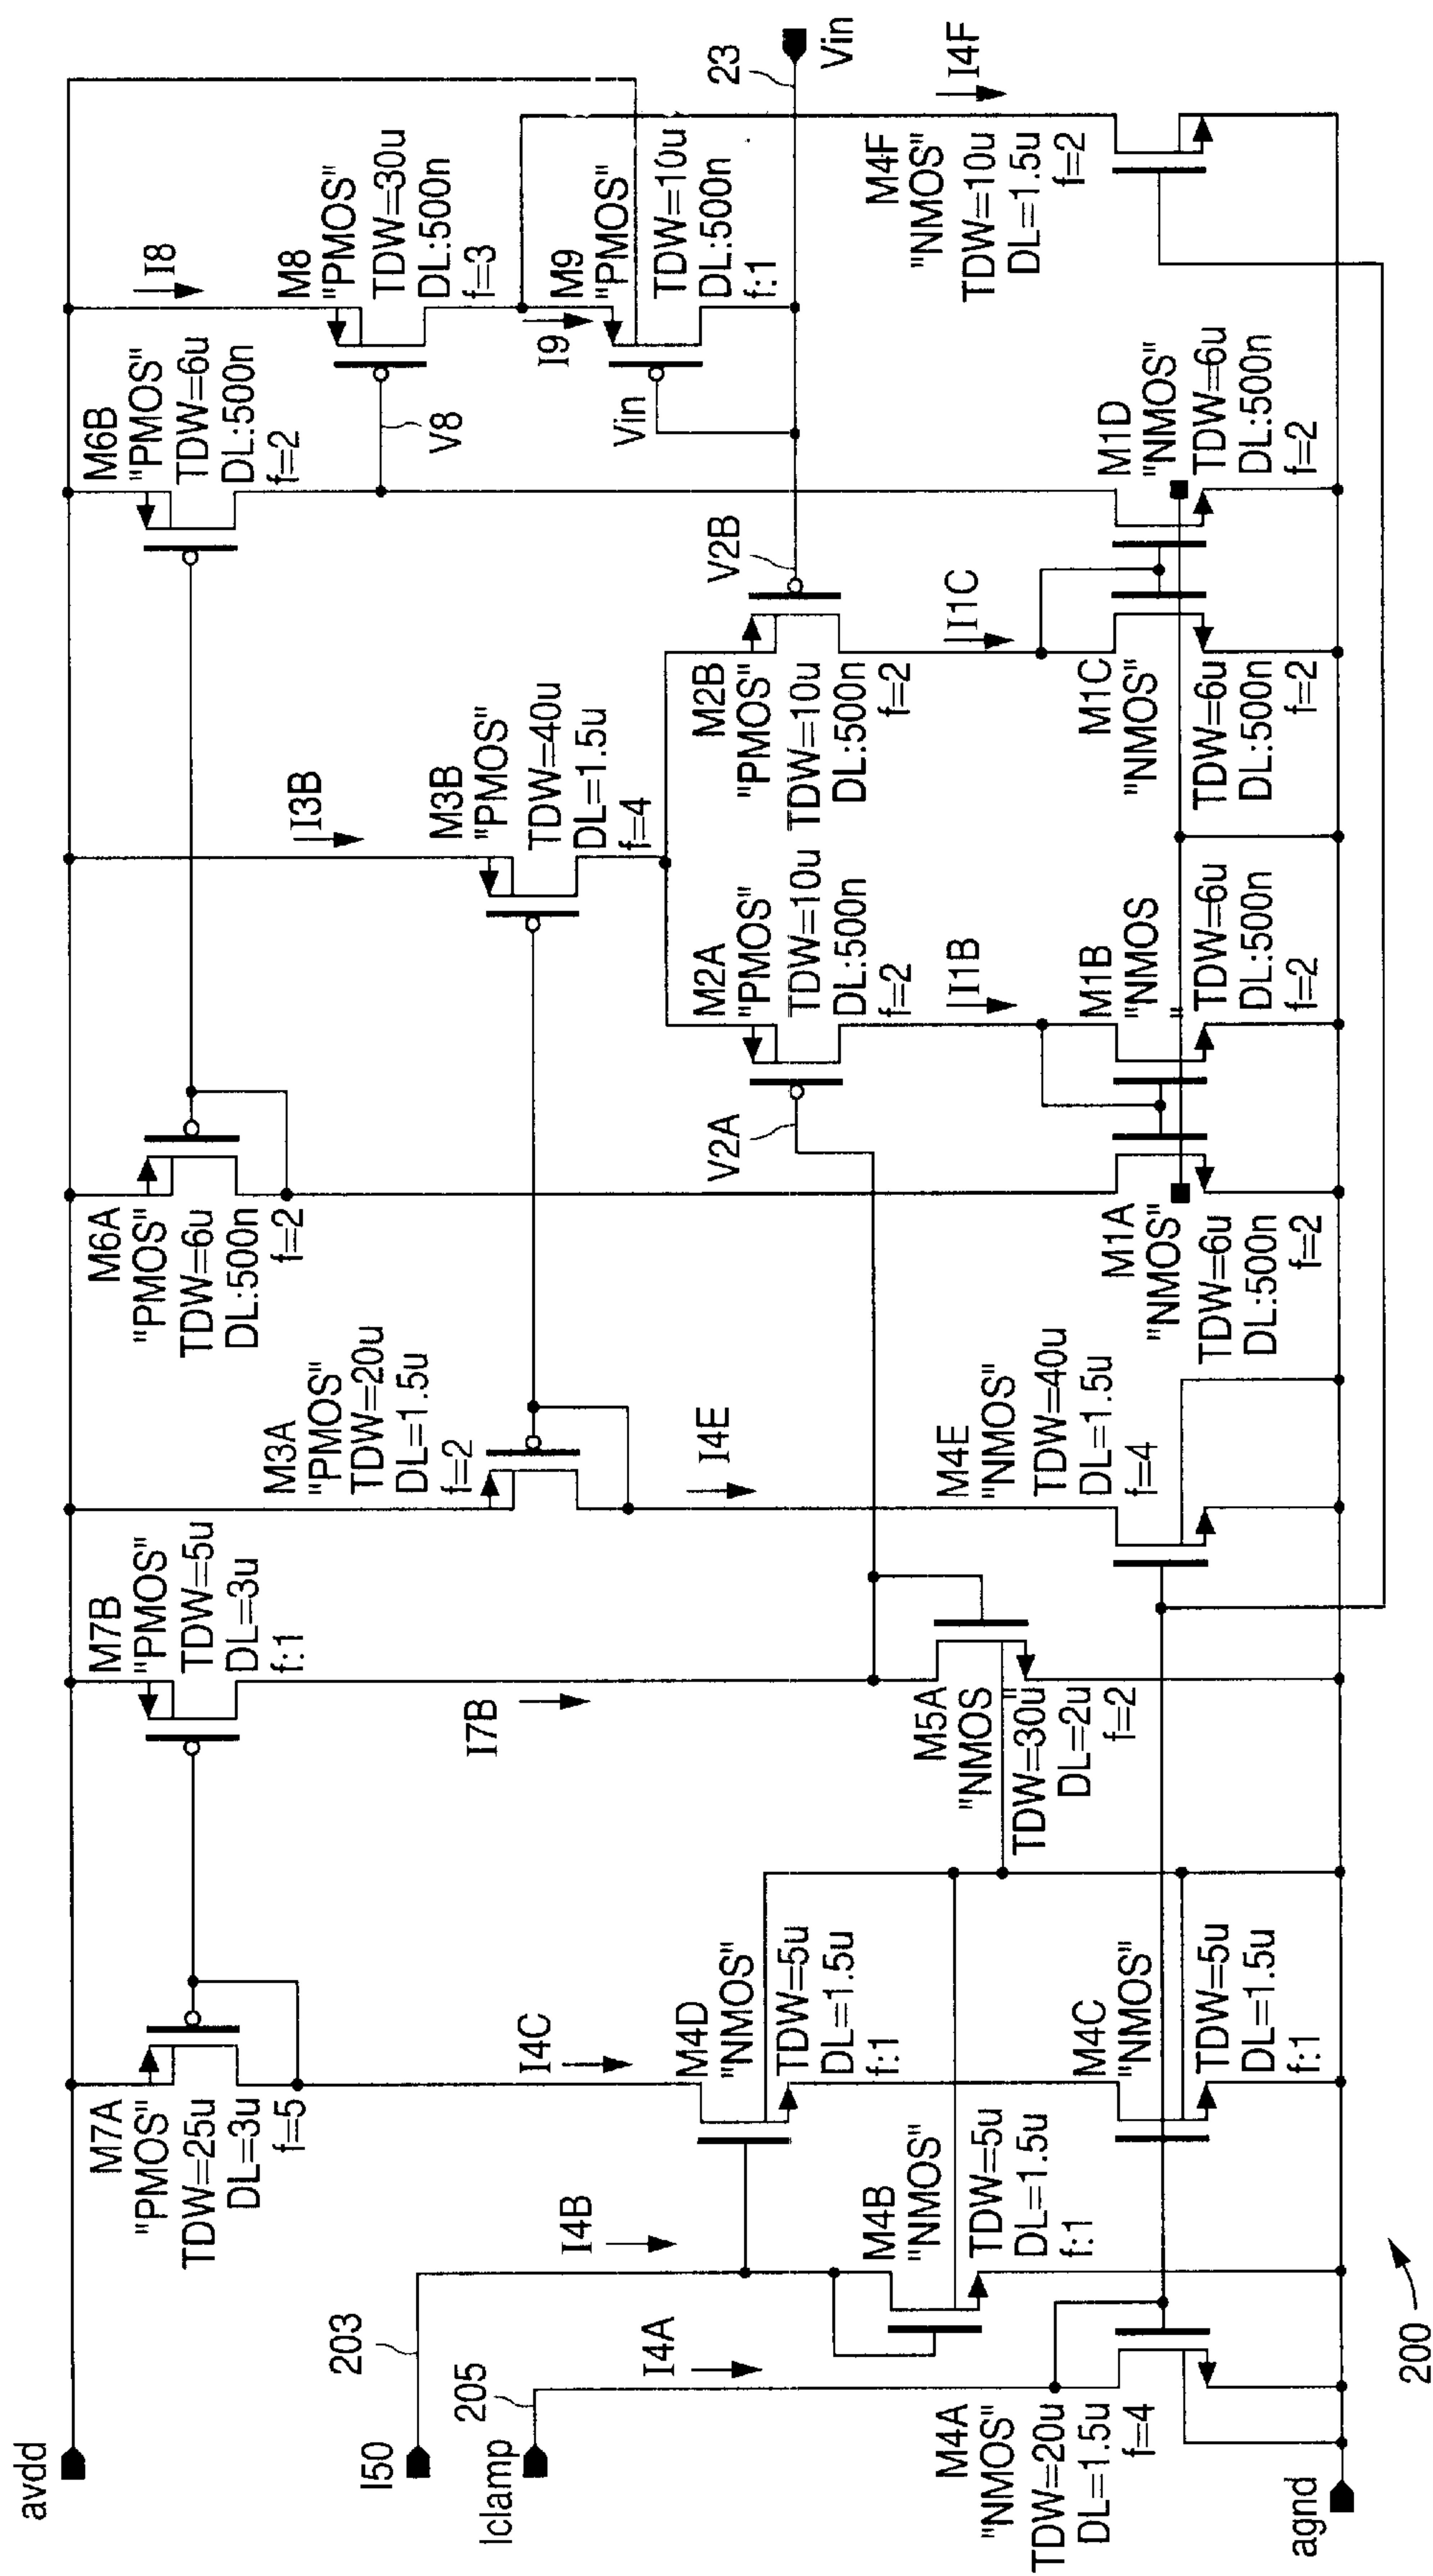 avdd
I50
203
Iclamp
205
agnd
200
M7A
"PMOS"
TDW=25u
DL=3u
f=5
I4C
M4D
"NMOS"
TDW=5u
DL=1.5u
f:1
I4B
M4B
"NMOS"
TDW=5u
DL=1.5u
f:1
I4A
M4A
"NMOS"
TDW=20u
DL=1.5u
f=4
M4C
"NMOS"
TDW=5u
DL=1.5u
f:1
M7B
"PMOS"
TDW=5u
DL=3u
f:1
I7B
M5A
"NMOS"
TDW=30u
DL=2u
f=2
M3A
"PMOS"
TDW=20u
DL=1.5u
f=2
I4E
M4E
"NMOS"
TDW=40u
DL=1.5u
f=4
M6A
"PMOS"
TDW=6u
DL:500n
f=2
V2A
M1A
"NMOS"
TDW=6u
DL:500n
f=2
M2A
"PMOS"
TDW=10u
DL:500n
f=2
I1B
M1B
"NMOS
"
TDW=6u
DL:500n
f=2
I3B
M3B
"PMOS"
TDW=40u
DL=1.5u
f=4
M2B
"PMOS"
TDW=10u
DL:500n
f=2
V2B
I1C
M1C
"NMOS"
TDW=6u
DL:500n
f=2
M6B
"PMOS"
TDW=6u
DL:500n
f=2
V8
M1D
"NMOS"
TDW=6u
DL:500n
f=2
I8
M8
"PMOS"
TDW=30u
DL:500n
f=3
I9
M9
"PMOS"
TDW=10u
DL:500n
f:1
Vin
23
Vin
I4F
M4F
"NMOS"
TDW=10u
DL=1.5u
f=2